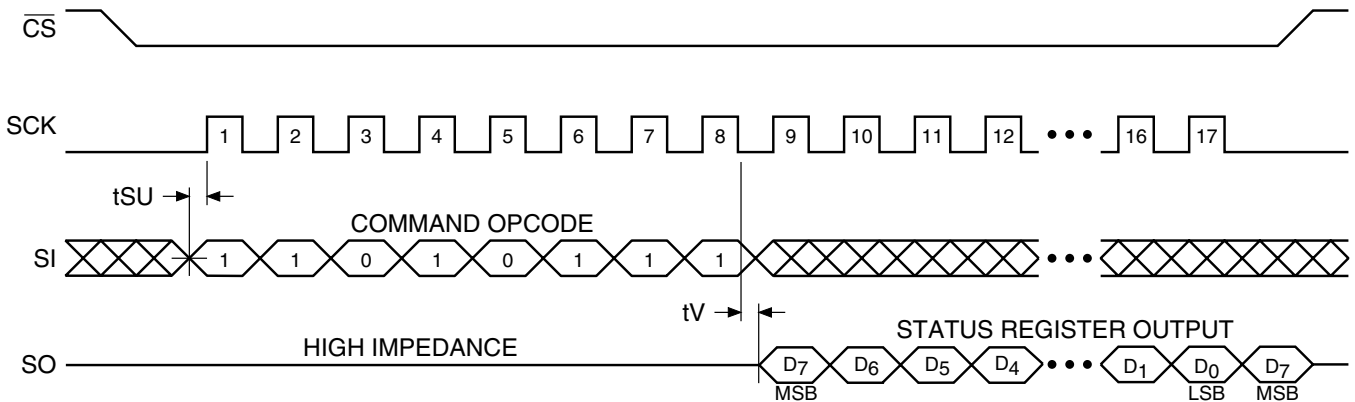 CS
SCK 1 2 3 4 5 6 7 8 9 10 11 12 ••• 16 17
tSU
COMMAND OPCODE
SI 1 1 0 1 0 1 1 1 •••
tV
HIGH IMPEDANCE
STATUS REGISTER OUTPUT
SO D7 D6 D5 D4 ••• D1 D0 D7
MSB LSB MSB